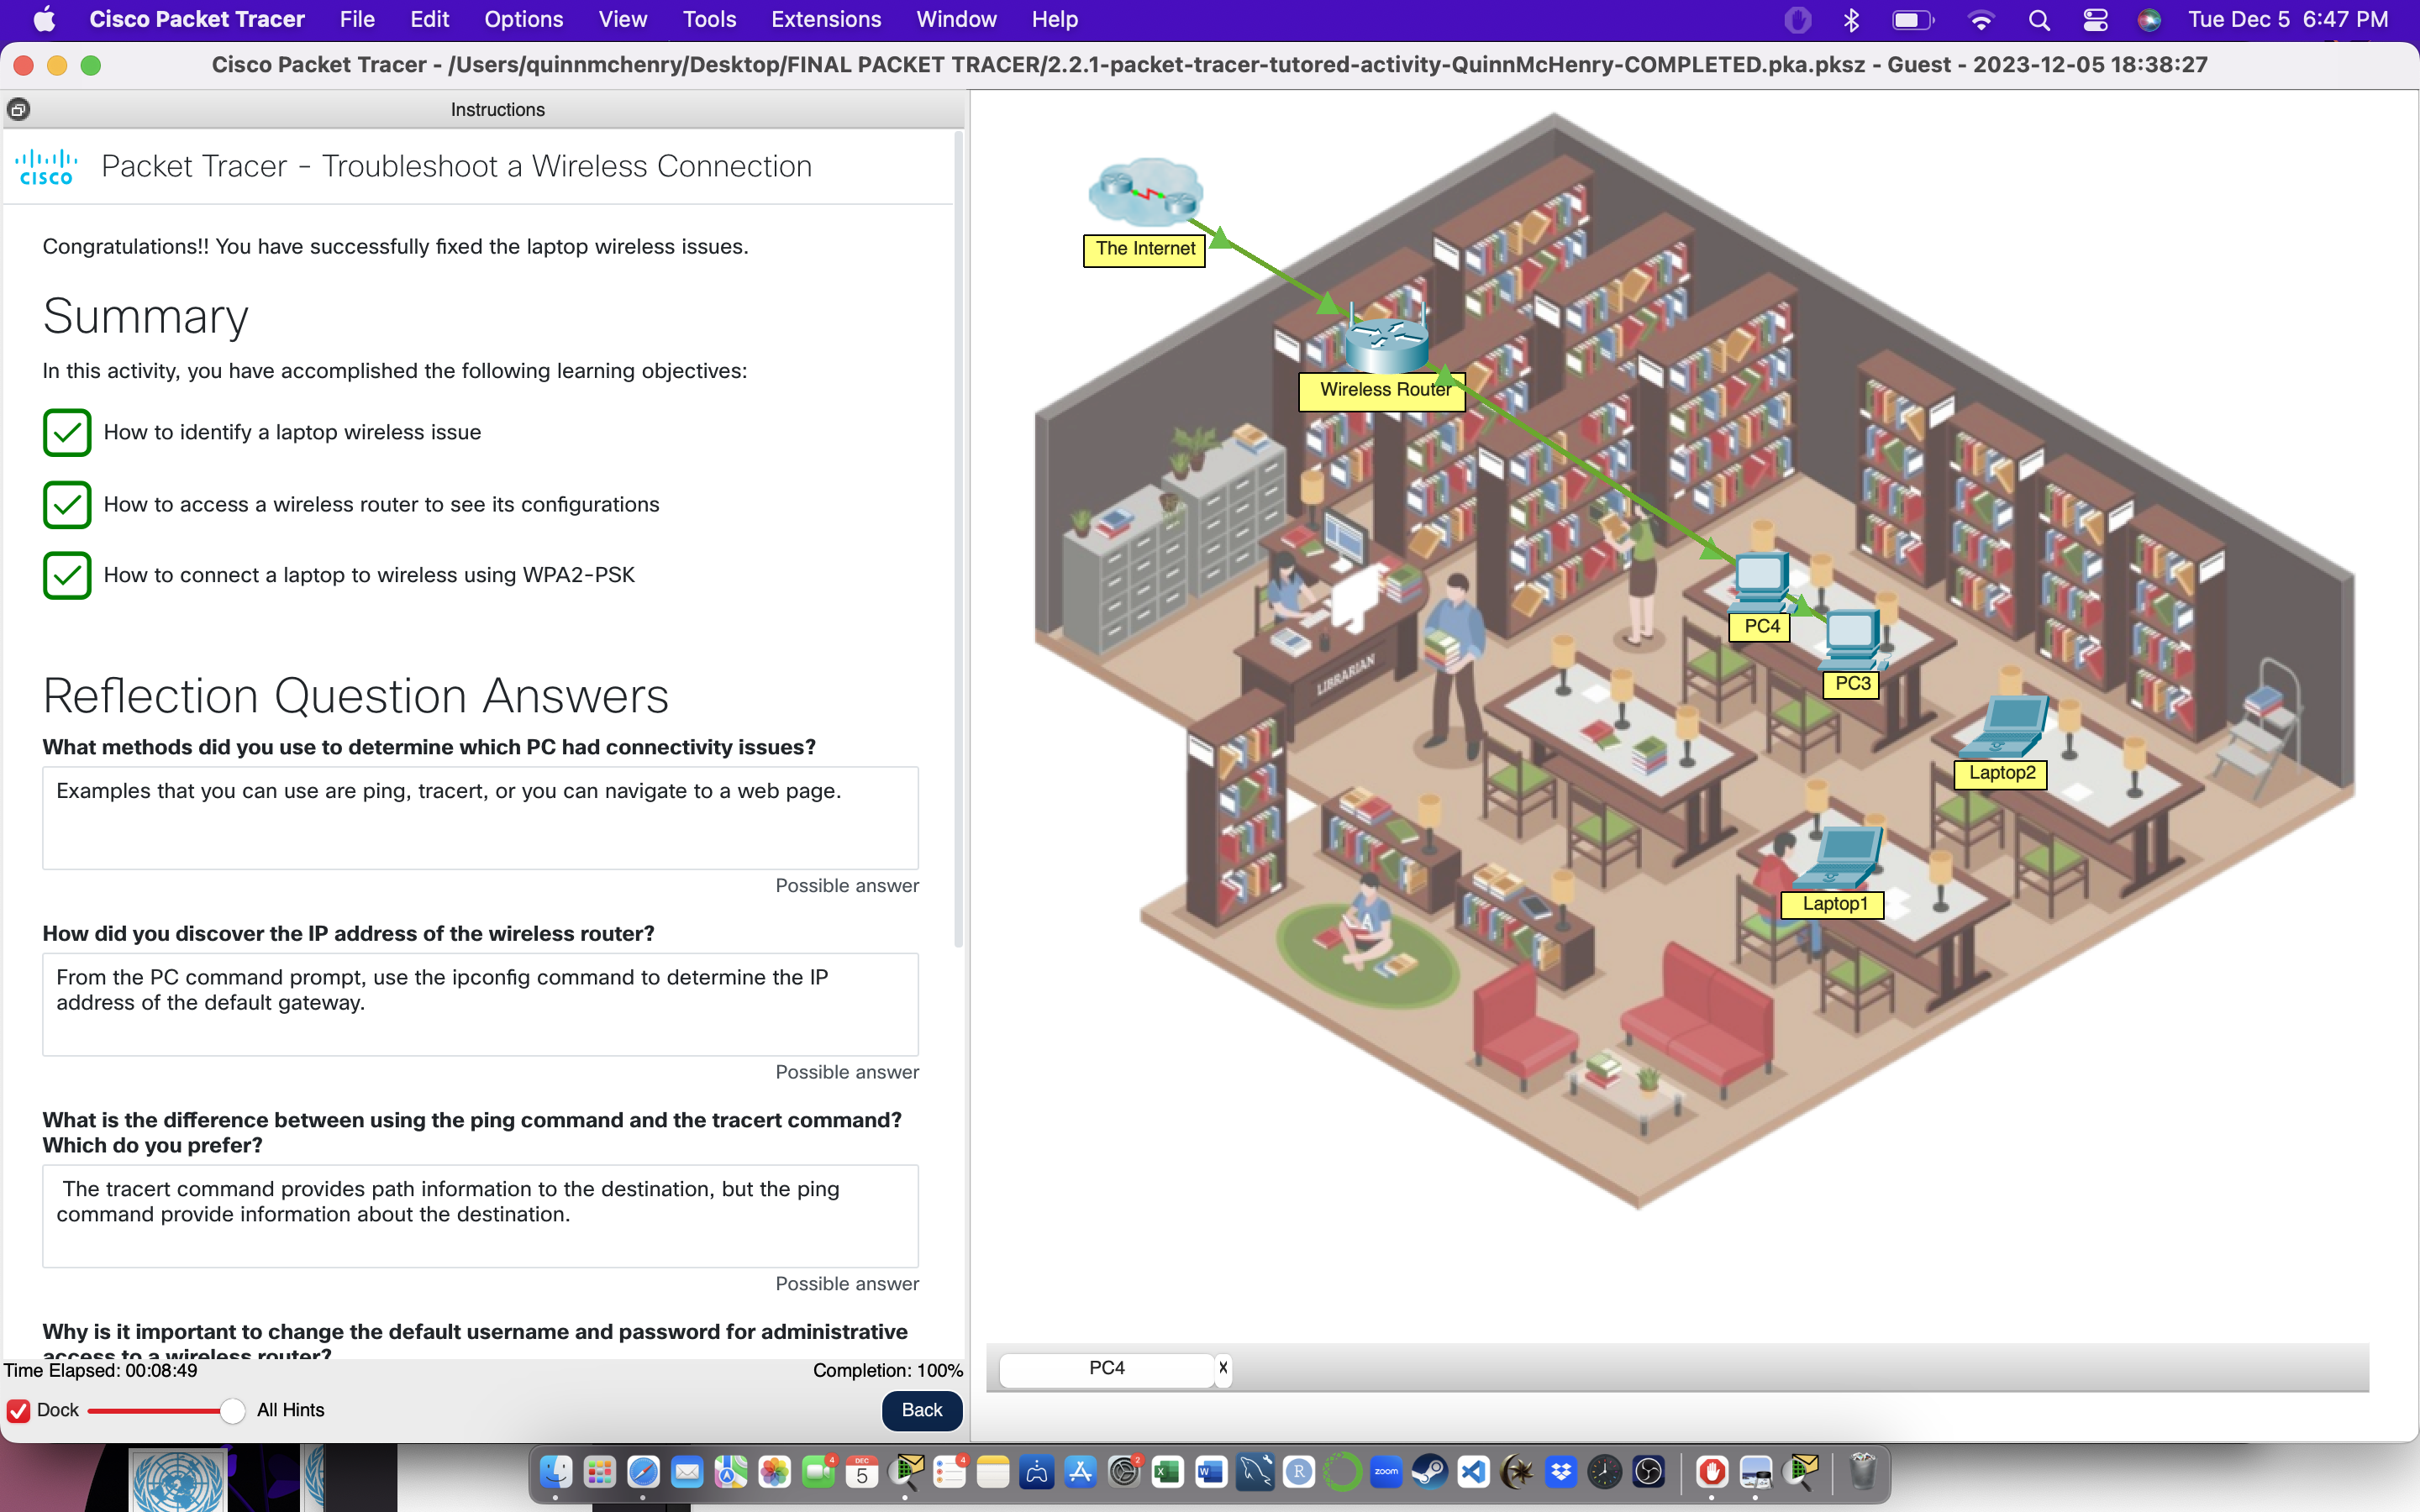 Cisco Packet Tracer File Edit Options View Tools Extensions Window Help Tue Dec 5 6:47 PM
Cisco Packet Tracer - /Users/quinnmchenry/Desktop/FINAL PACKET TRACER/2.2.1-packet-tracer-tutored-activity-QuinnMcHenry-COMPLETED.pka.pksz - Guest - 2023-12-05 18:38:27
Instructions
CISCO
Packet Tracer - Troubleshoot a Wireless Connection
Congratulations!! You have successfully fixed the laptop wireless issues.
Summary
In this activity, you have accomplished the following learning objectives:
How to identify a laptop wireless issue
How to access a wireless router to see its configurations
How to connect a laptop to wireless using WPA2-PSK
Reflection Question Answers
What methods did you use to determine which PC had connectivity issues?
Examples that you can use are ping, tracert, or you can navigate to a web page.
Possible answer
How did you discover the IP address of the wireless router?
From the PC command prompt, use the ipconfig command to determine the IP
address of the default gateway.
Possible answer
What is the difference between using the ping command and the tracert command?
Which do you prefer?
The tracert command provides path information to the destination, but the ping
command provide information about the destination.
Possible answer
Why is it important to change the default username and password for administrative
access to a wireless router?
Time Elapsed: 00:08:49
Completion: 100%
Dock
All Hints
Back
The Internet
Wireless Router
PC4
PC3
Laptop2
Laptop1
LIBRARIAN
A
PC4
X
4
DEC
5
4
2
X
W
R
zoom